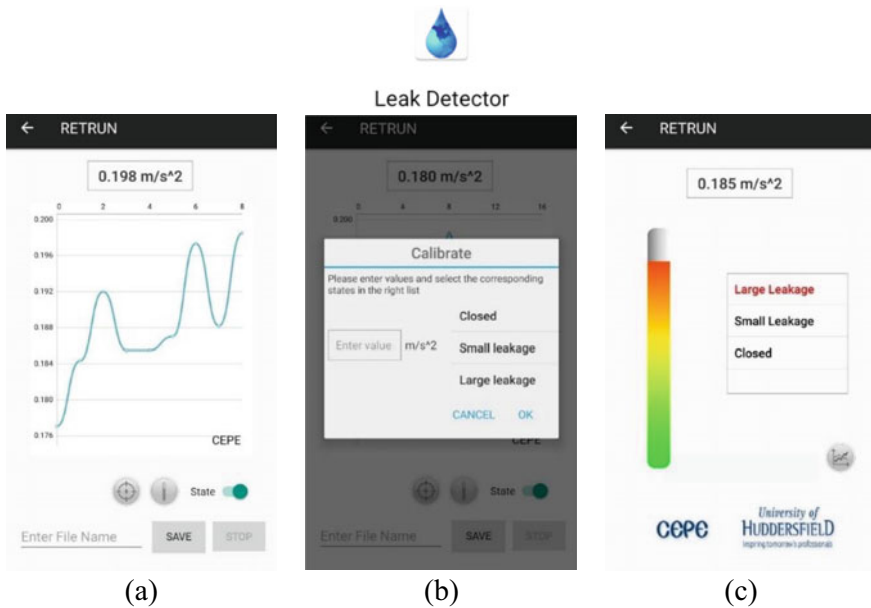 Leak Detector
← RETRUN
0.198 m/s^2
0 2 4 6 8
0.200
0.196
0.192
0.188
0.184
0.180
0.176
CEPE
State
Enter File Name SAVE STOP
(a)
← RETRUN
0.180 m/s^2
0 4 8 12 16
0.200
Calibrate
Please enter values and select the corresponding
states in the right list
Closed
Enter value m/s^2 Small leakage
Large leakage
CANCEL OK
CEPE
State
Enter File Name SAVE STOP
(b)
← RETRUN
0.185 m/s^2
Large Leakage
Small Leakage
Closed
CEPE
University of
HUDDERSFIELD
Inspiring tomorrow's professionals
(c)